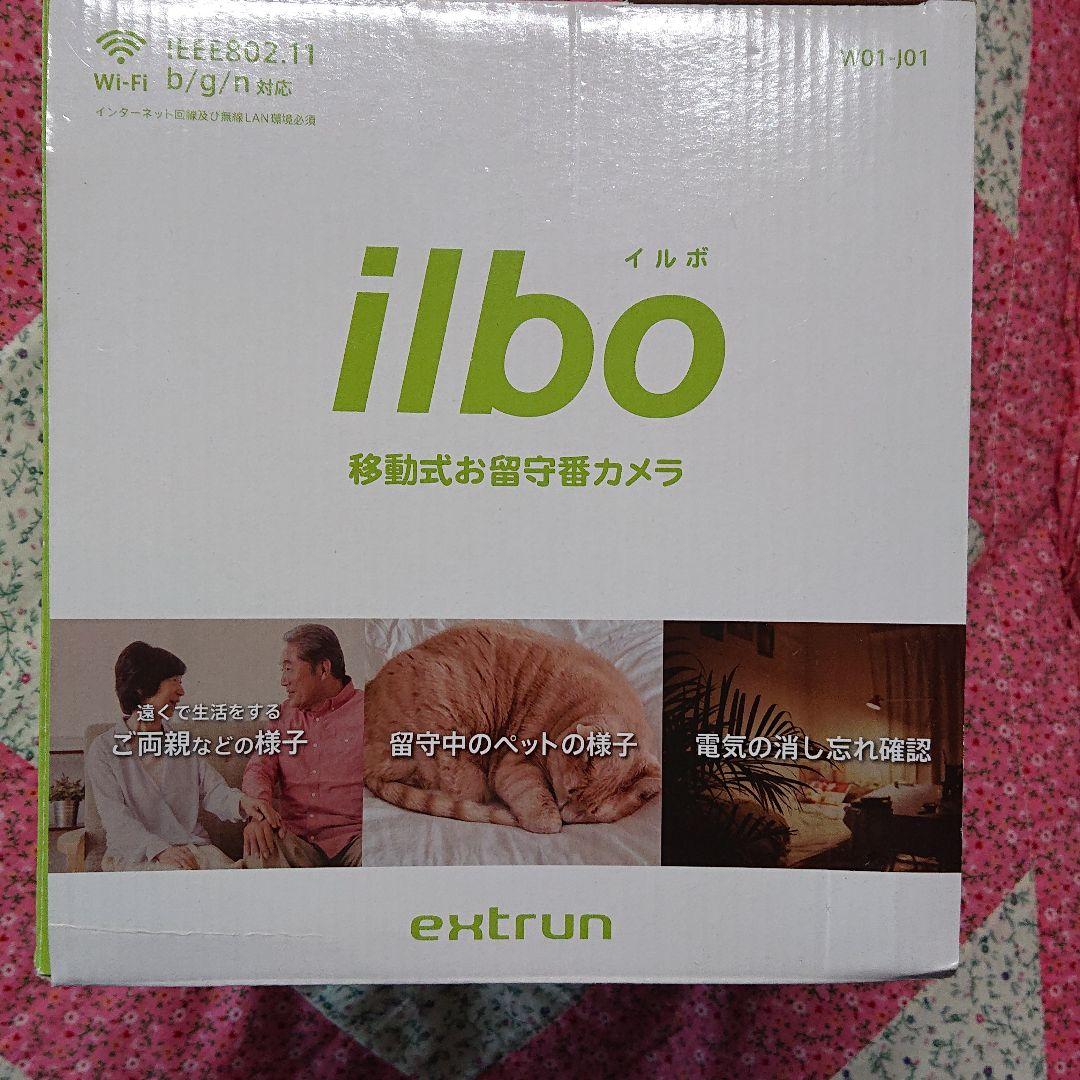 Wi-Fi
IEEE802.11
b/g/n 対応
インターネット回線及び無線LAN環境必須
W01-J01
イルボ
ilbo
移動式お留守番カメラ
遠くで生活をする
ご両親などの様子
留守中のペットの様子
電気の消し忘れ確認
extrun